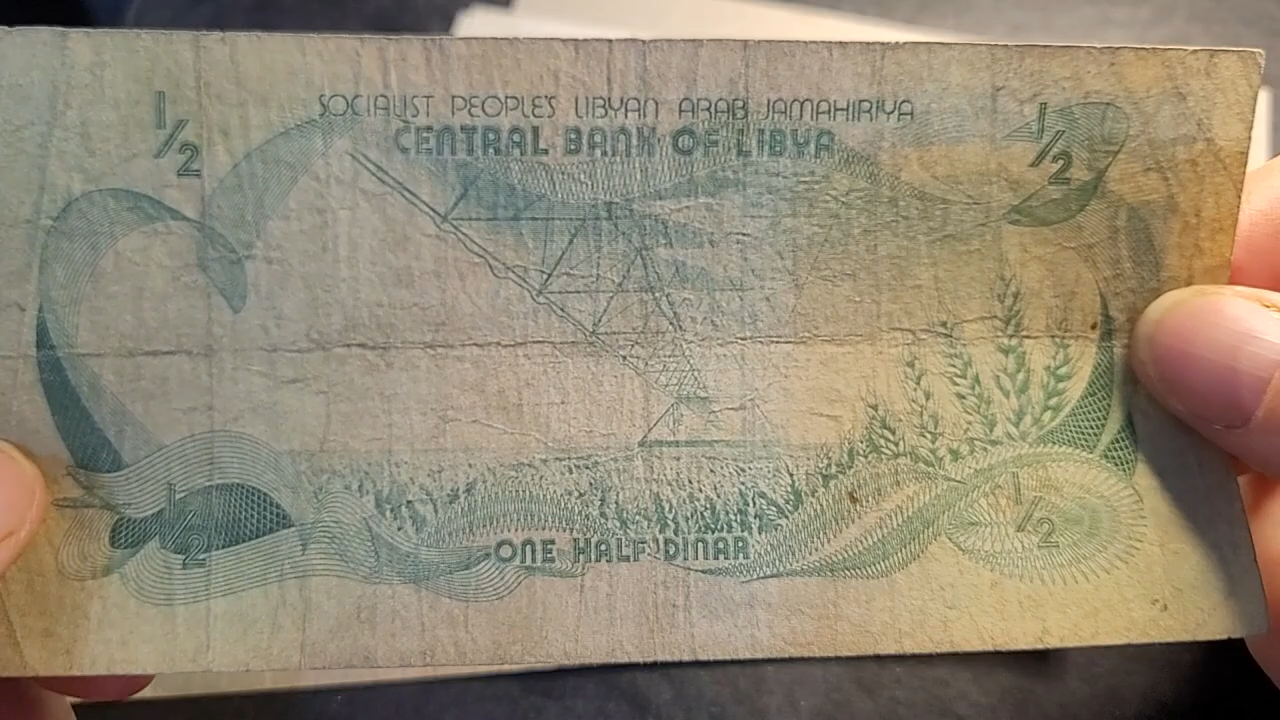 1/2
SOCIALIST PEOPLE'S LIBYAN ARAB JAMAHIRIYA
1/2
CENTRAL BANK OF LIBYA
1/2
ONE HALF DINAR
1/2